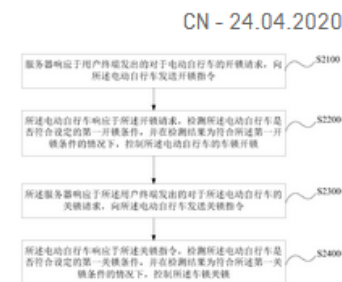 CN - 24.04.2020
服务器响应于用户终端发出的对于电动自行车的开锁请求，向
所述电动自行车发送开锁指令
S2100
所述电动自行车响应于所述开锁请求，检测所述电动自行车是
否符合设定的第一开锁条件，并在检测结果为符合所述第一开
锁条件的情况下，控制所述电动自行车的车锁开锁
S2200
所述服务器响应于所述用户终端发出的对于所述电动自行车的
关锁请求，向所述电动自行车发送关锁指令
S2300
所述电动自行车响应于所述关锁指令，检测所述电动自行车是
否符合设定的第一关锁条件，并在检测结果为符合所述第一关
锁条件的情况下，控制所述车锁关锁
S2400